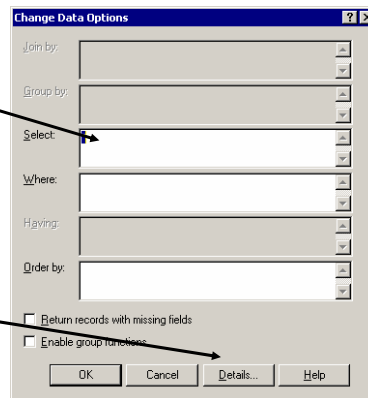 Change Data Options
Join by:
Group by:
Select:
Where:
Having:
Order by:
Return records with missing fields
Enable group functions
OK Cancel Details... Help